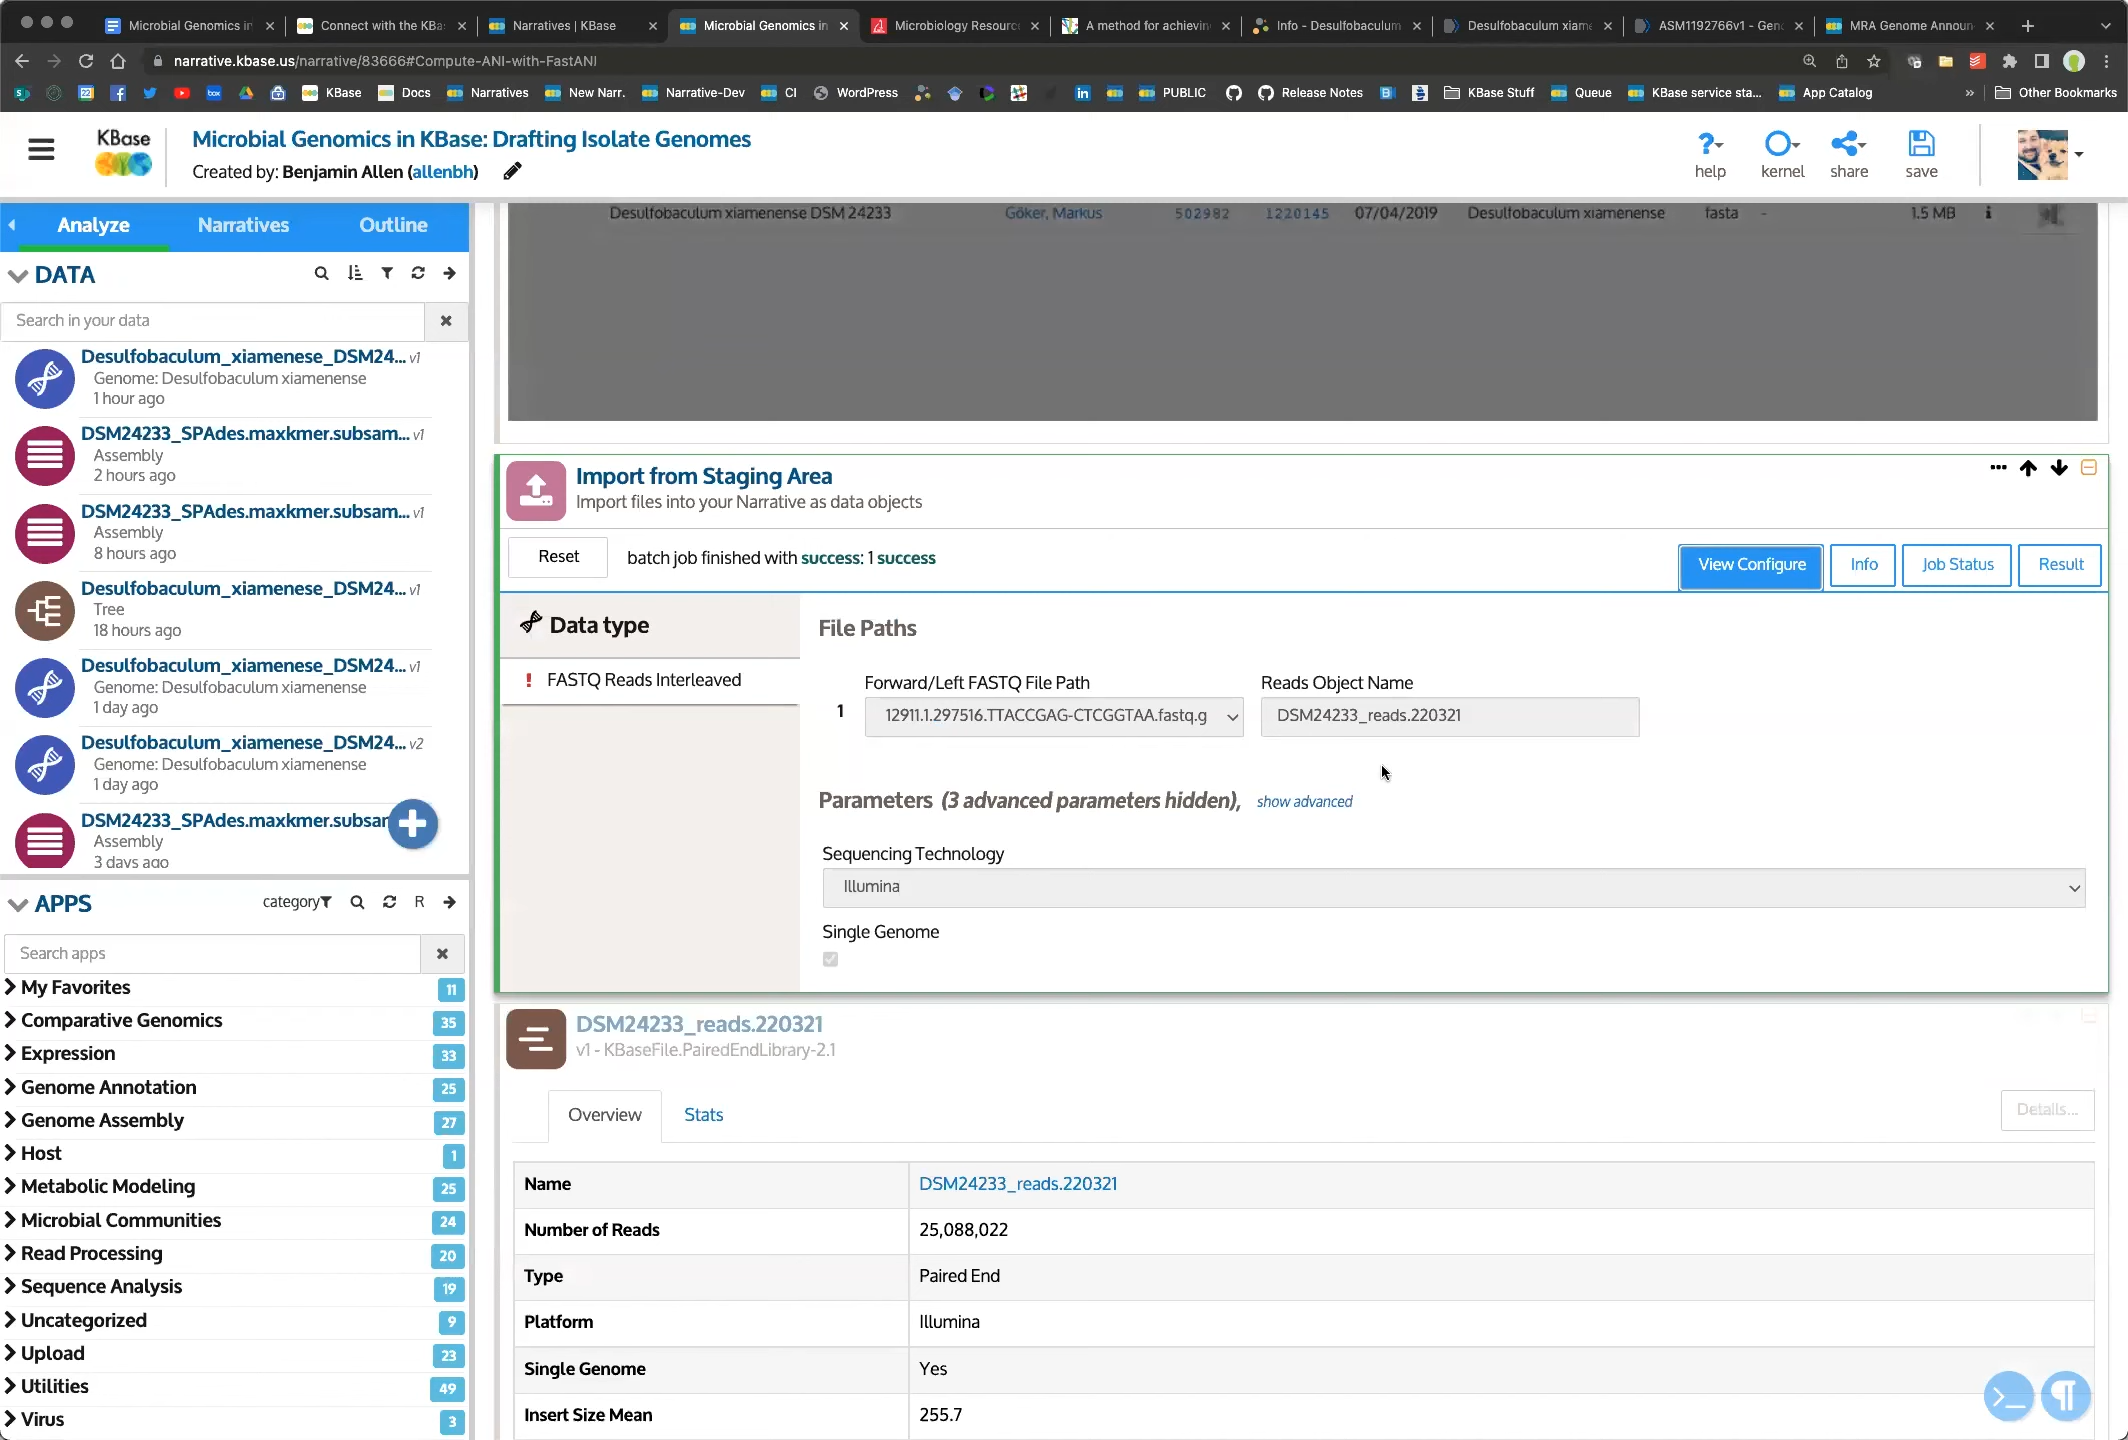 Microbial Genomics in
Connect with the KBa
Narratives | KBase
Microbial Genomics in
Microbiology Resourc
A method for achievin
Info - Desulfobaculum
Desulfobaculum xiame
ASM1192766v1 - Gen
MRA Genome Announ
narrative.kbase.us/narrative/83666#Compute-ANI-with-FastANI
KBase Docs Narratives New Narr. Narrative-Dev CI WordPress PUBLIC Release Notes KBase Stuff Queue KBase service sta... App Catalog » Other Bookmarks
KBase
Microbial Genomics in KBase: Drafting Isolate Genomes
Created by: Benjamin Allen (allenbh)
help kernel share save
Analyze Narratives Outline
DATA
Search in your data
Desulfobaculum_xiamenese_DSM24... v1
Genome: Desulfobaculum xiamenense
1 hour ago
DSM24233_SPAdes.maxkmer.subsam... v1
Assembly
2 hours ago
DSM24233_SPAdes.maxkmer.subsam... v1
Assembly
8 hours ago
Desulfobaculum_xiamenese_DSM24... v1
Tree
18 hours ago
Desulfobaculum_xiamenese_DSM24... v1
Genome: Desulfobaculum xiamenense
1 day ago
Desulfobaculum_xiamenese_DSM24... v2
Genome: Desulfobaculum xiamenense
1 day ago
DSM24233_SPAdes.maxkmer.subsar
Assembly
3 days ago
APPS
category R
Search apps
My Favorites 11
Comparative Genomics 35
Expression 33
Genome Annotation 25
Genome Assembly 27
Host 1
Metabolic Modeling 25
Microbial Communities 24
Read Processing 20
Sequence Analysis 19
Uncategorized 9
Upload 23
Utilities 49
Virus 3
Desulfobaculum xiamenense DSM 24233 Göker, Markus 502982 1220145 07/04/2019 Desulfobaculum xiamenense fasta - 1.5 MB
Import from Staging Area
Import files into your Narrative as data objects
Reset
batch job finished with success: 1 success
View Configure Info Job Status Result
Data type
FASTQ Reads Interleaved
File Paths
Forward/Left FASTQ File Path Reads Object Name
1 12911.1.297516.TTACCGAG-CTCGGTAA.fastq.g DSM24233_reads.220321
Parameters (3 advanced parameters hidden), show advanced
Sequencing Technology
Illumina
Single Genome
DSM24233_reads.220321
v1 - KBaseFile.PairedEndLibrary-2.1
Overview Stats
Details...
Name DSM24233_reads.220321
Number of Reads 25,088,022
Type Paired End
Platform Illumina
Single Genome Yes
Insert Size Mean 255.7